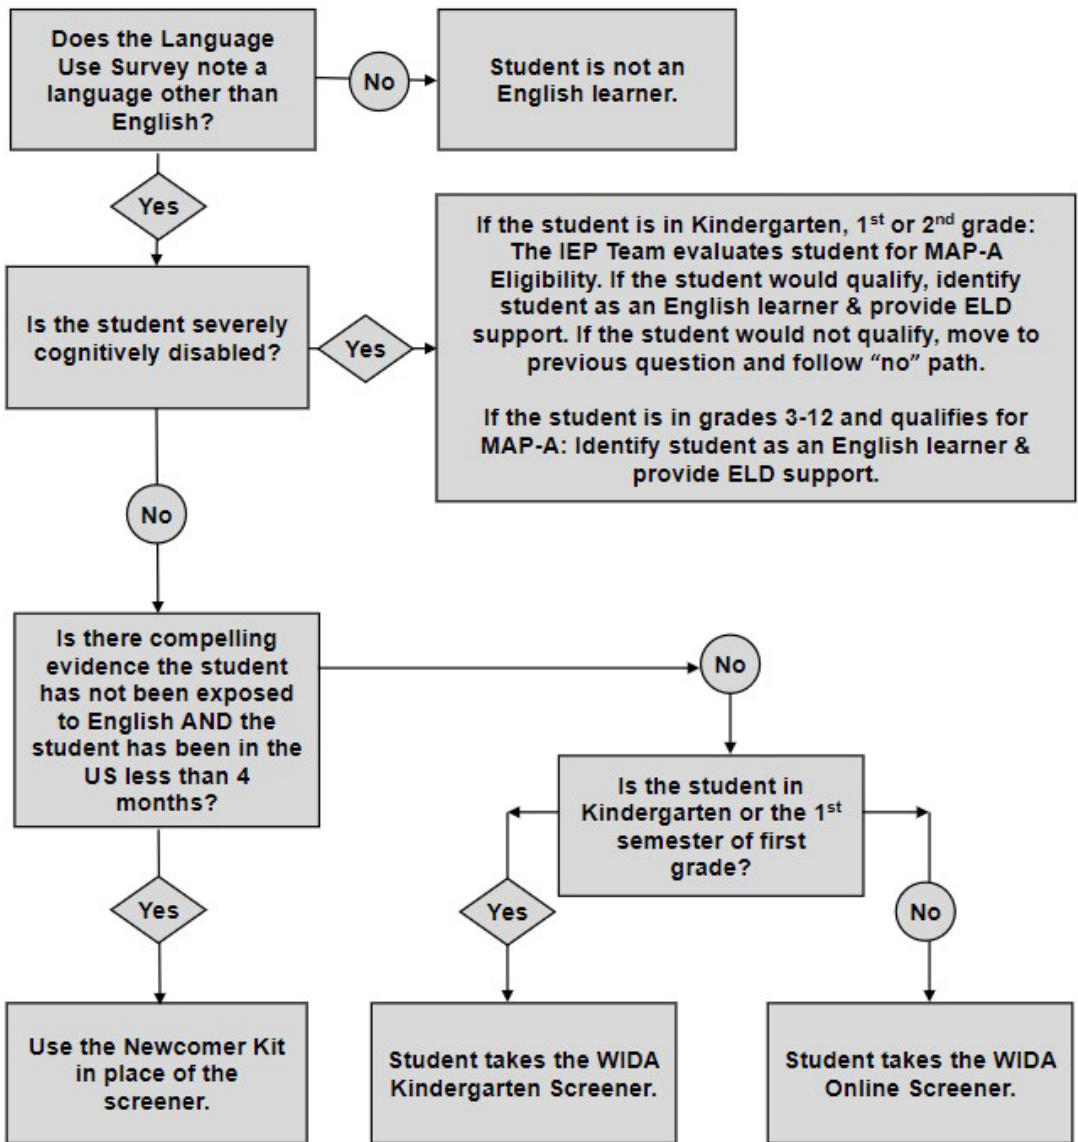 Does the Language
Use Survey note a
language other than
English?
No
Student is not an
English learner.
Yes
Is the student severely
cognitively disabled?
Yes
If the student is in Kindergarten, 1st or 2nd grade:
The IEP Team evaluates student for MAP-A
Eligibility. If the student would qualify, identify
student as an English learner & provide ELD
support. If the student would not qualify, move to
previous question and follow “no” path.
If the student is in grades 3-12 and qualifies for
MAP-A: Identify student as an English learner &
provide ELD support.
No
Is there compelling
evidence the student
has not been exposed
to English AND the
student has been in the
US less than 4
months?
No
Is the student in
Kindergarten or the 1st
semester of first
grade?
Yes
Yes
No
Use the Newcomer Kit
in place of the
screener.
Student takes the WIDA
Kindergarten Screener.
Student takes the WIDA
Online Screener.